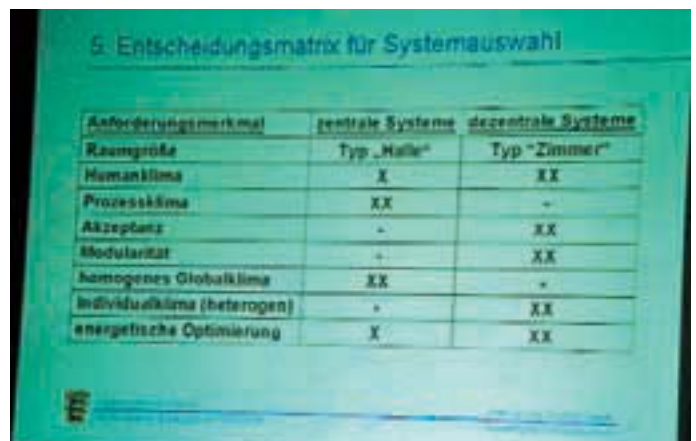 5. Entscheidungsmatrix für Systemauswahl
Anforderungsmerkmal zentrale Systeme dezentrale Systeme
Raumgröße Typ „Halle“ Typ "Zimmer"
Humanklima X XX
Prozessklima XX -
Akzeptanz - XX
Modularität - XX
homogenes Globalklima XX -
Individualklima (heterogen) - XX
energetische Optimierung X XX